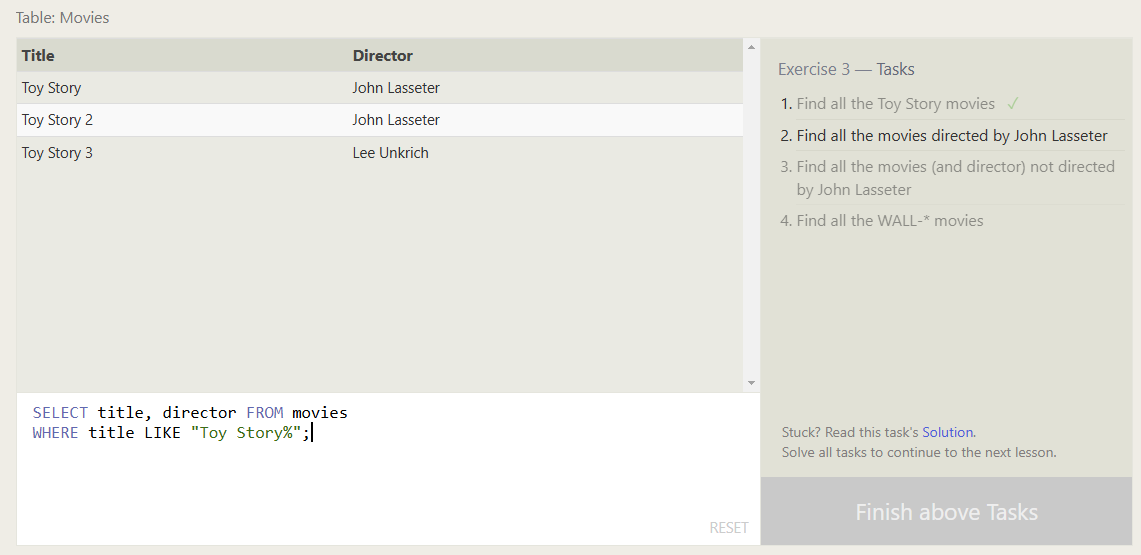 Table: Movies
Title Director
Toy Story John Lasseter
Toy Story 2 John Lasseter
Toy Story 3 Lee Unkrich
SELECT title, director FROM movies
WHERE title LIKE "Toy Story%";
RESET
Exercise 3 — Tasks
1. Find all the Toy Story movies ✓
2. Find all the movies directed by John Lasseter
3. Find all the movies (and director) not directed
by John Lasseter
4. Find all the WALL-* movies
Stuck? Read this task's Solution.
Solve all tasks to continue to the next lesson.
Finish above Tasks